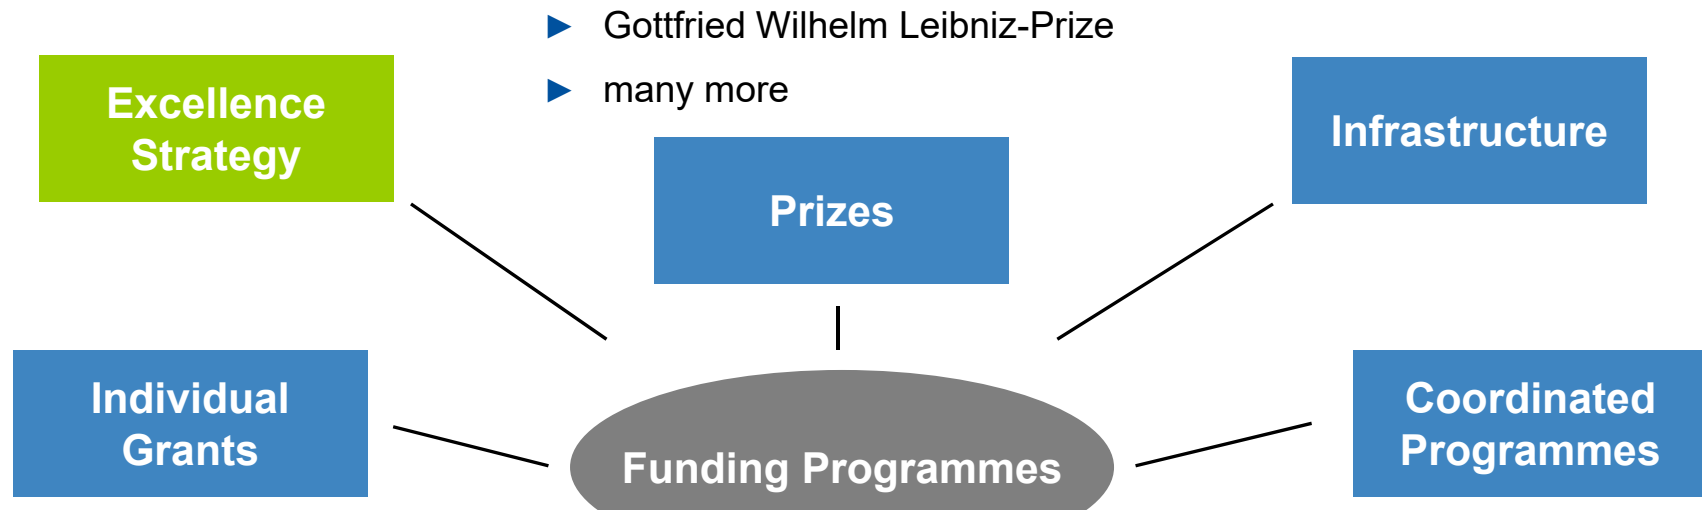 ► Gottfried Wilhelm Leibniz-Prize
► many more
Excellence
Strategy
Prizes
Infrastructure
Individual
Grants
Funding Programmes
Coordinated
Programmes